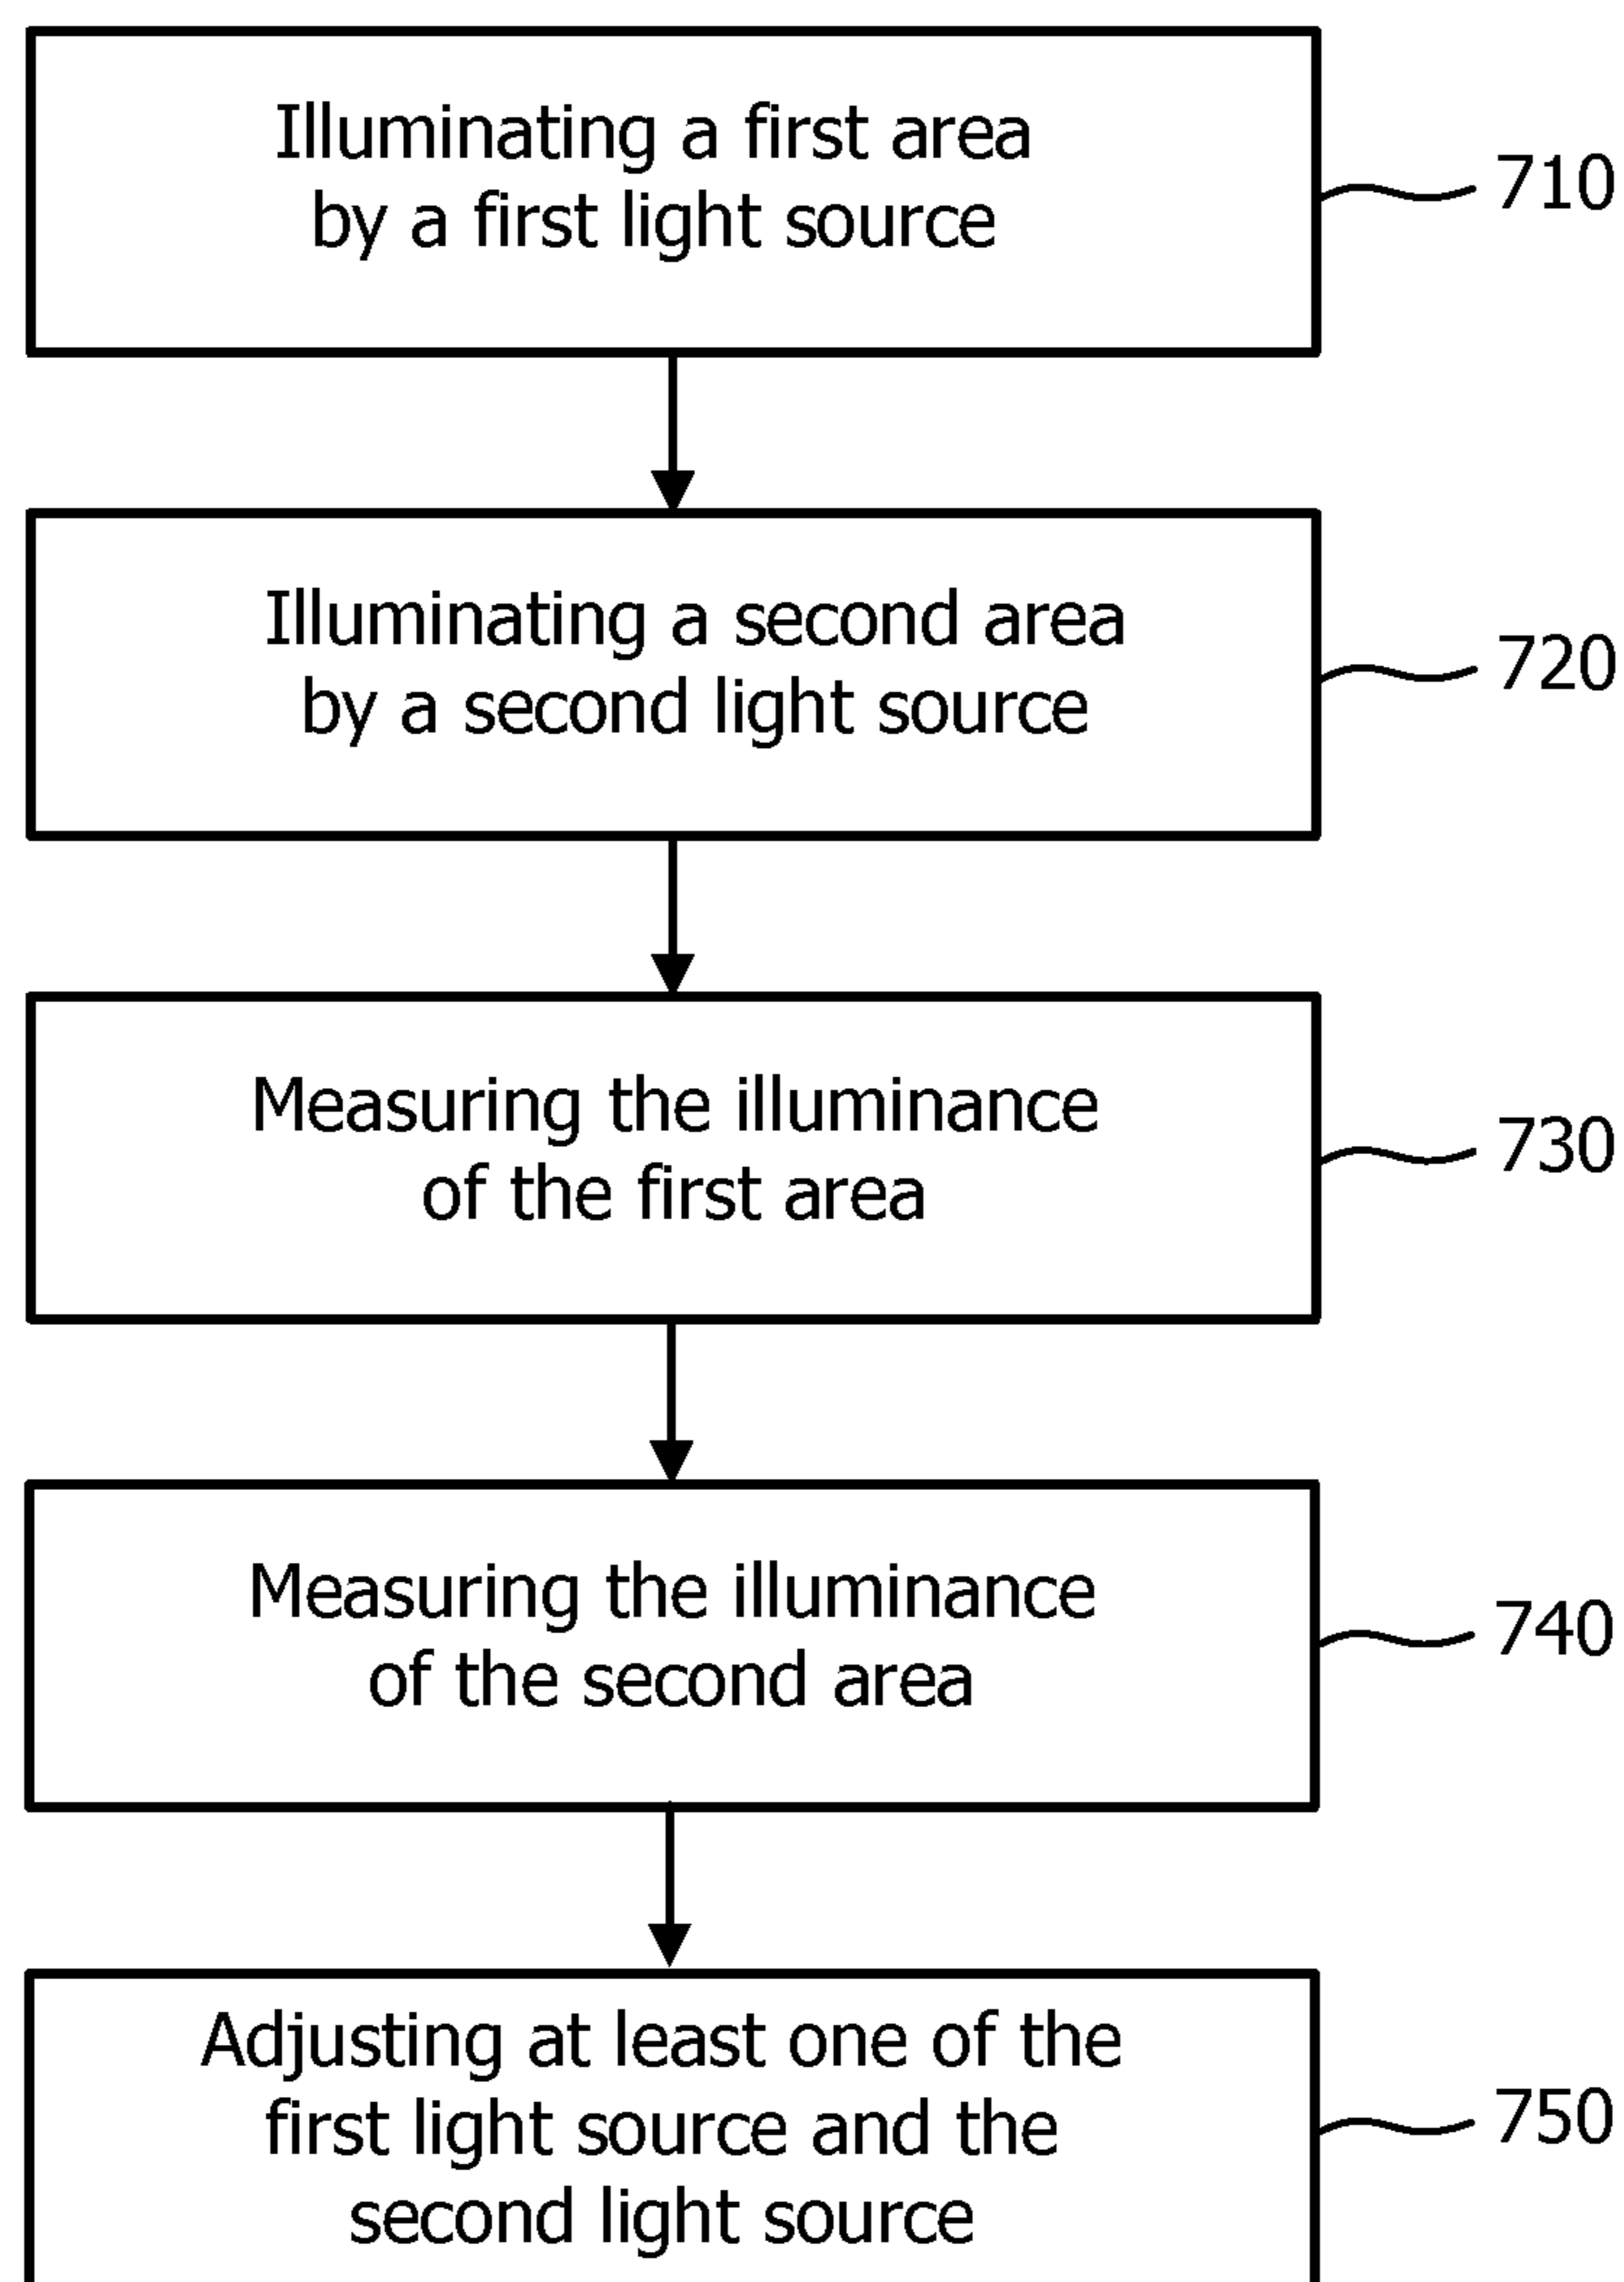 Illuminating a first area
by a first light source
710
Illuminating a second area
by a second light source
720
Measuring the illuminance
of the first area
730
Measuring the illuminance
of the second area
740
Adjusting at least one of the
first light source and the
second light source
750